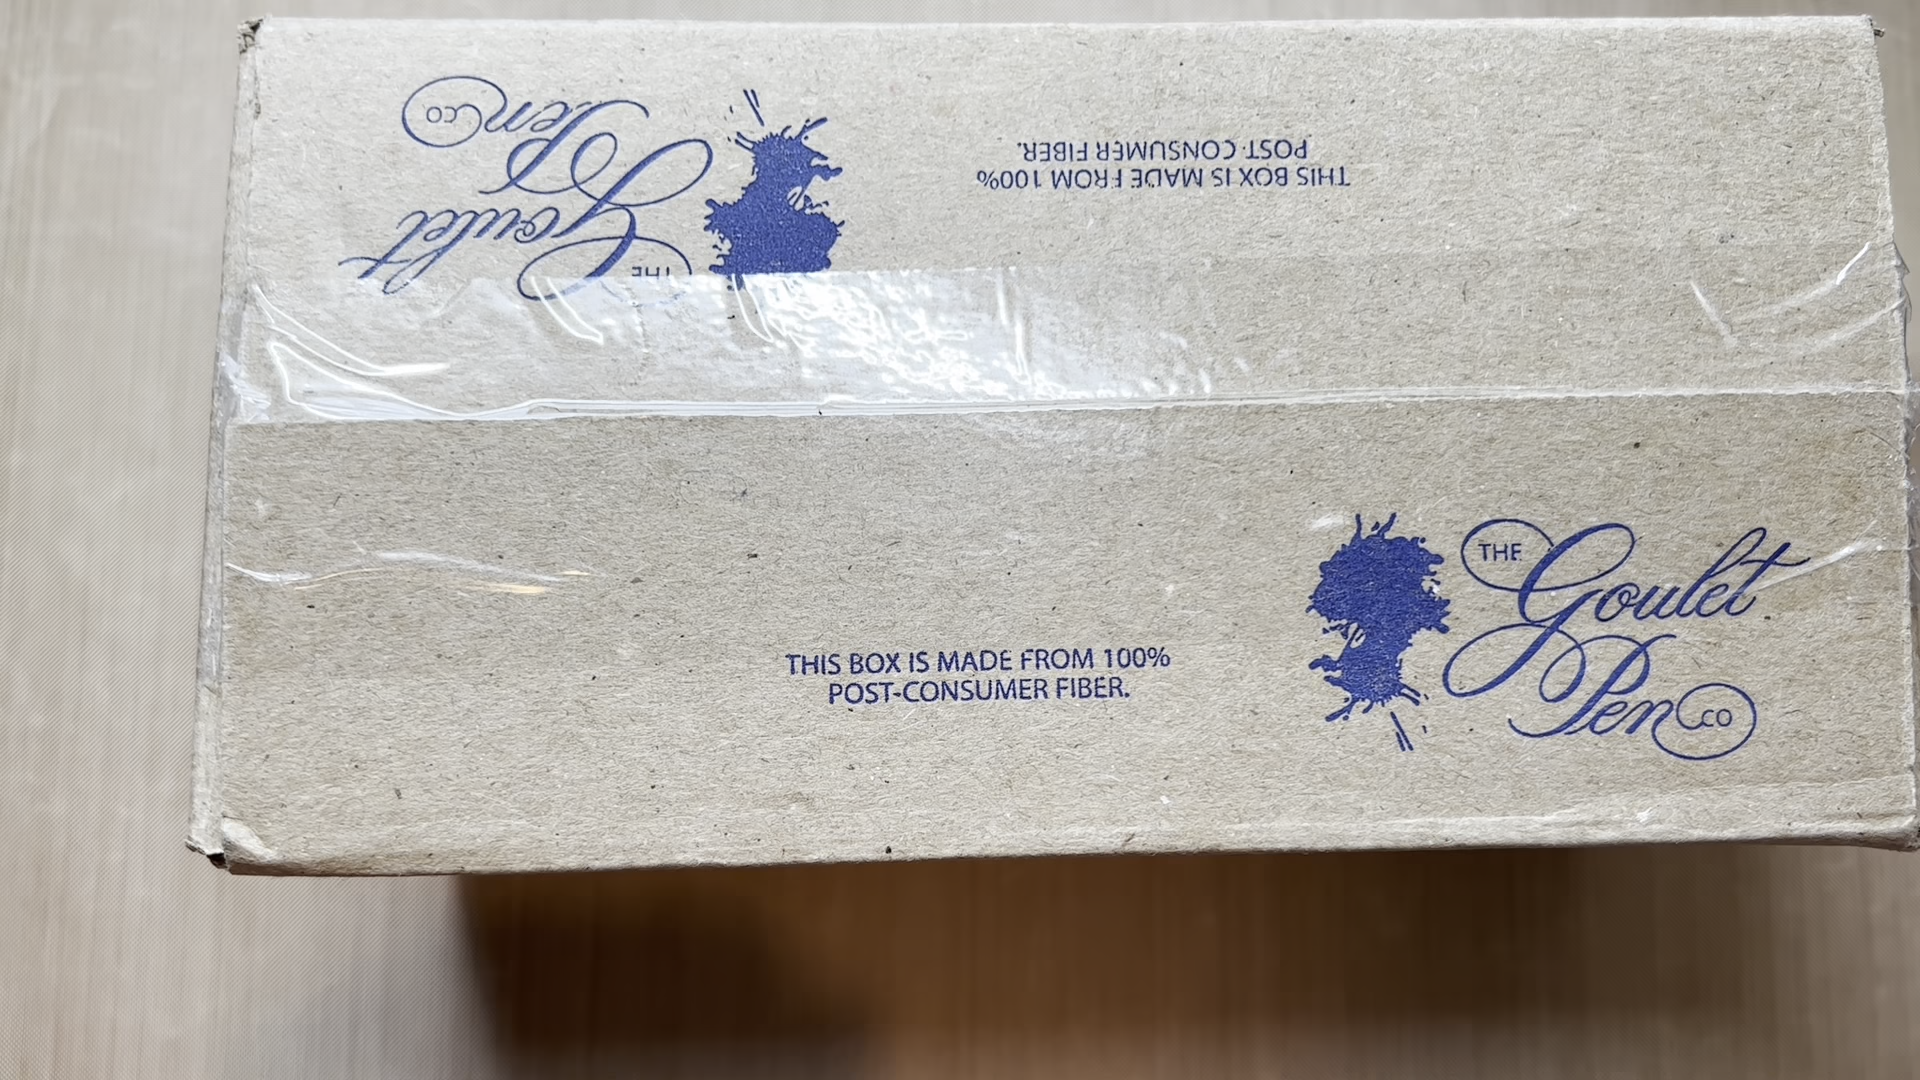 THE Goulet
Pen CO
THIS BOX IS MADE FROM 100%
POST-CONSUMER FIBER.
THIS BOX IS MADE FROM 100%
POST-CONSUMER FIBER.
THE Goulet
Pen CO